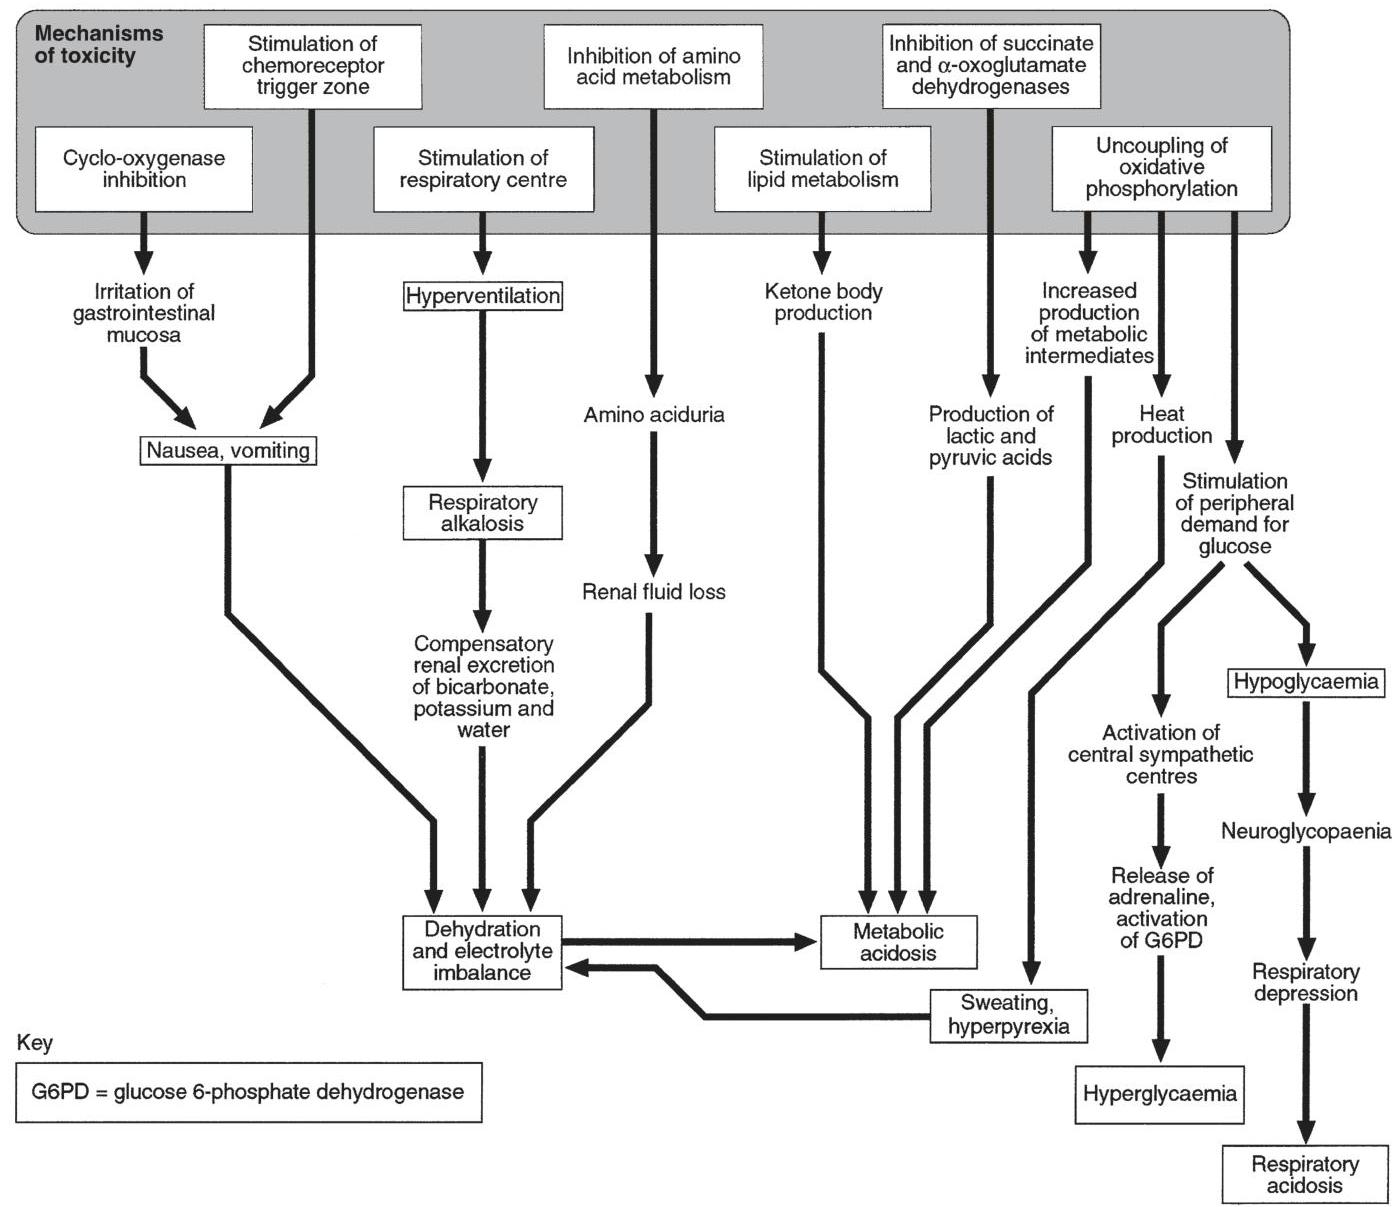 Mechanisms
of toxicity
Stimulation of
chemoreceptor
trigger zone
Inhibition of amino
acid metabolism
Inhibition of succinate
and α-oxoglutamate
dehydrogenases
Cyclo-oxygenase
inhibition
Stimulation of
respiratory centre
Stimulation of
lipid metabolism
Uncoupling of
oxidative
phosphorylation
Irritation of
gastrointestinal
mucosa
Hyperventilation
Ketone body
production
Increased
production
of metabolic
intermediates
Amino aciduria
Production of
lactic and
pyruvic acids
Heat
production
Nausea, vomiting
Stimulation
of peripheral
demand for
glucose
Respiratory
alkalosis
Renal fluid loss
Compensatory
renal excretion
of bicarbonate,
potassium and
water
Hypoglycaemia
Activation of
central sympathetic
centres
Neuroglycopaenia
Release of
adrenaline,
activation
of G6PD
Dehydration
and electrolyte
imbalance
Metabolic
acidosis
Respiratory
depression
Sweating,
hyperpyrexia
Key
G6PD = glucose 6-phosphate dehydrogenase
Hyperglycaemia
Respiratory
acidosis